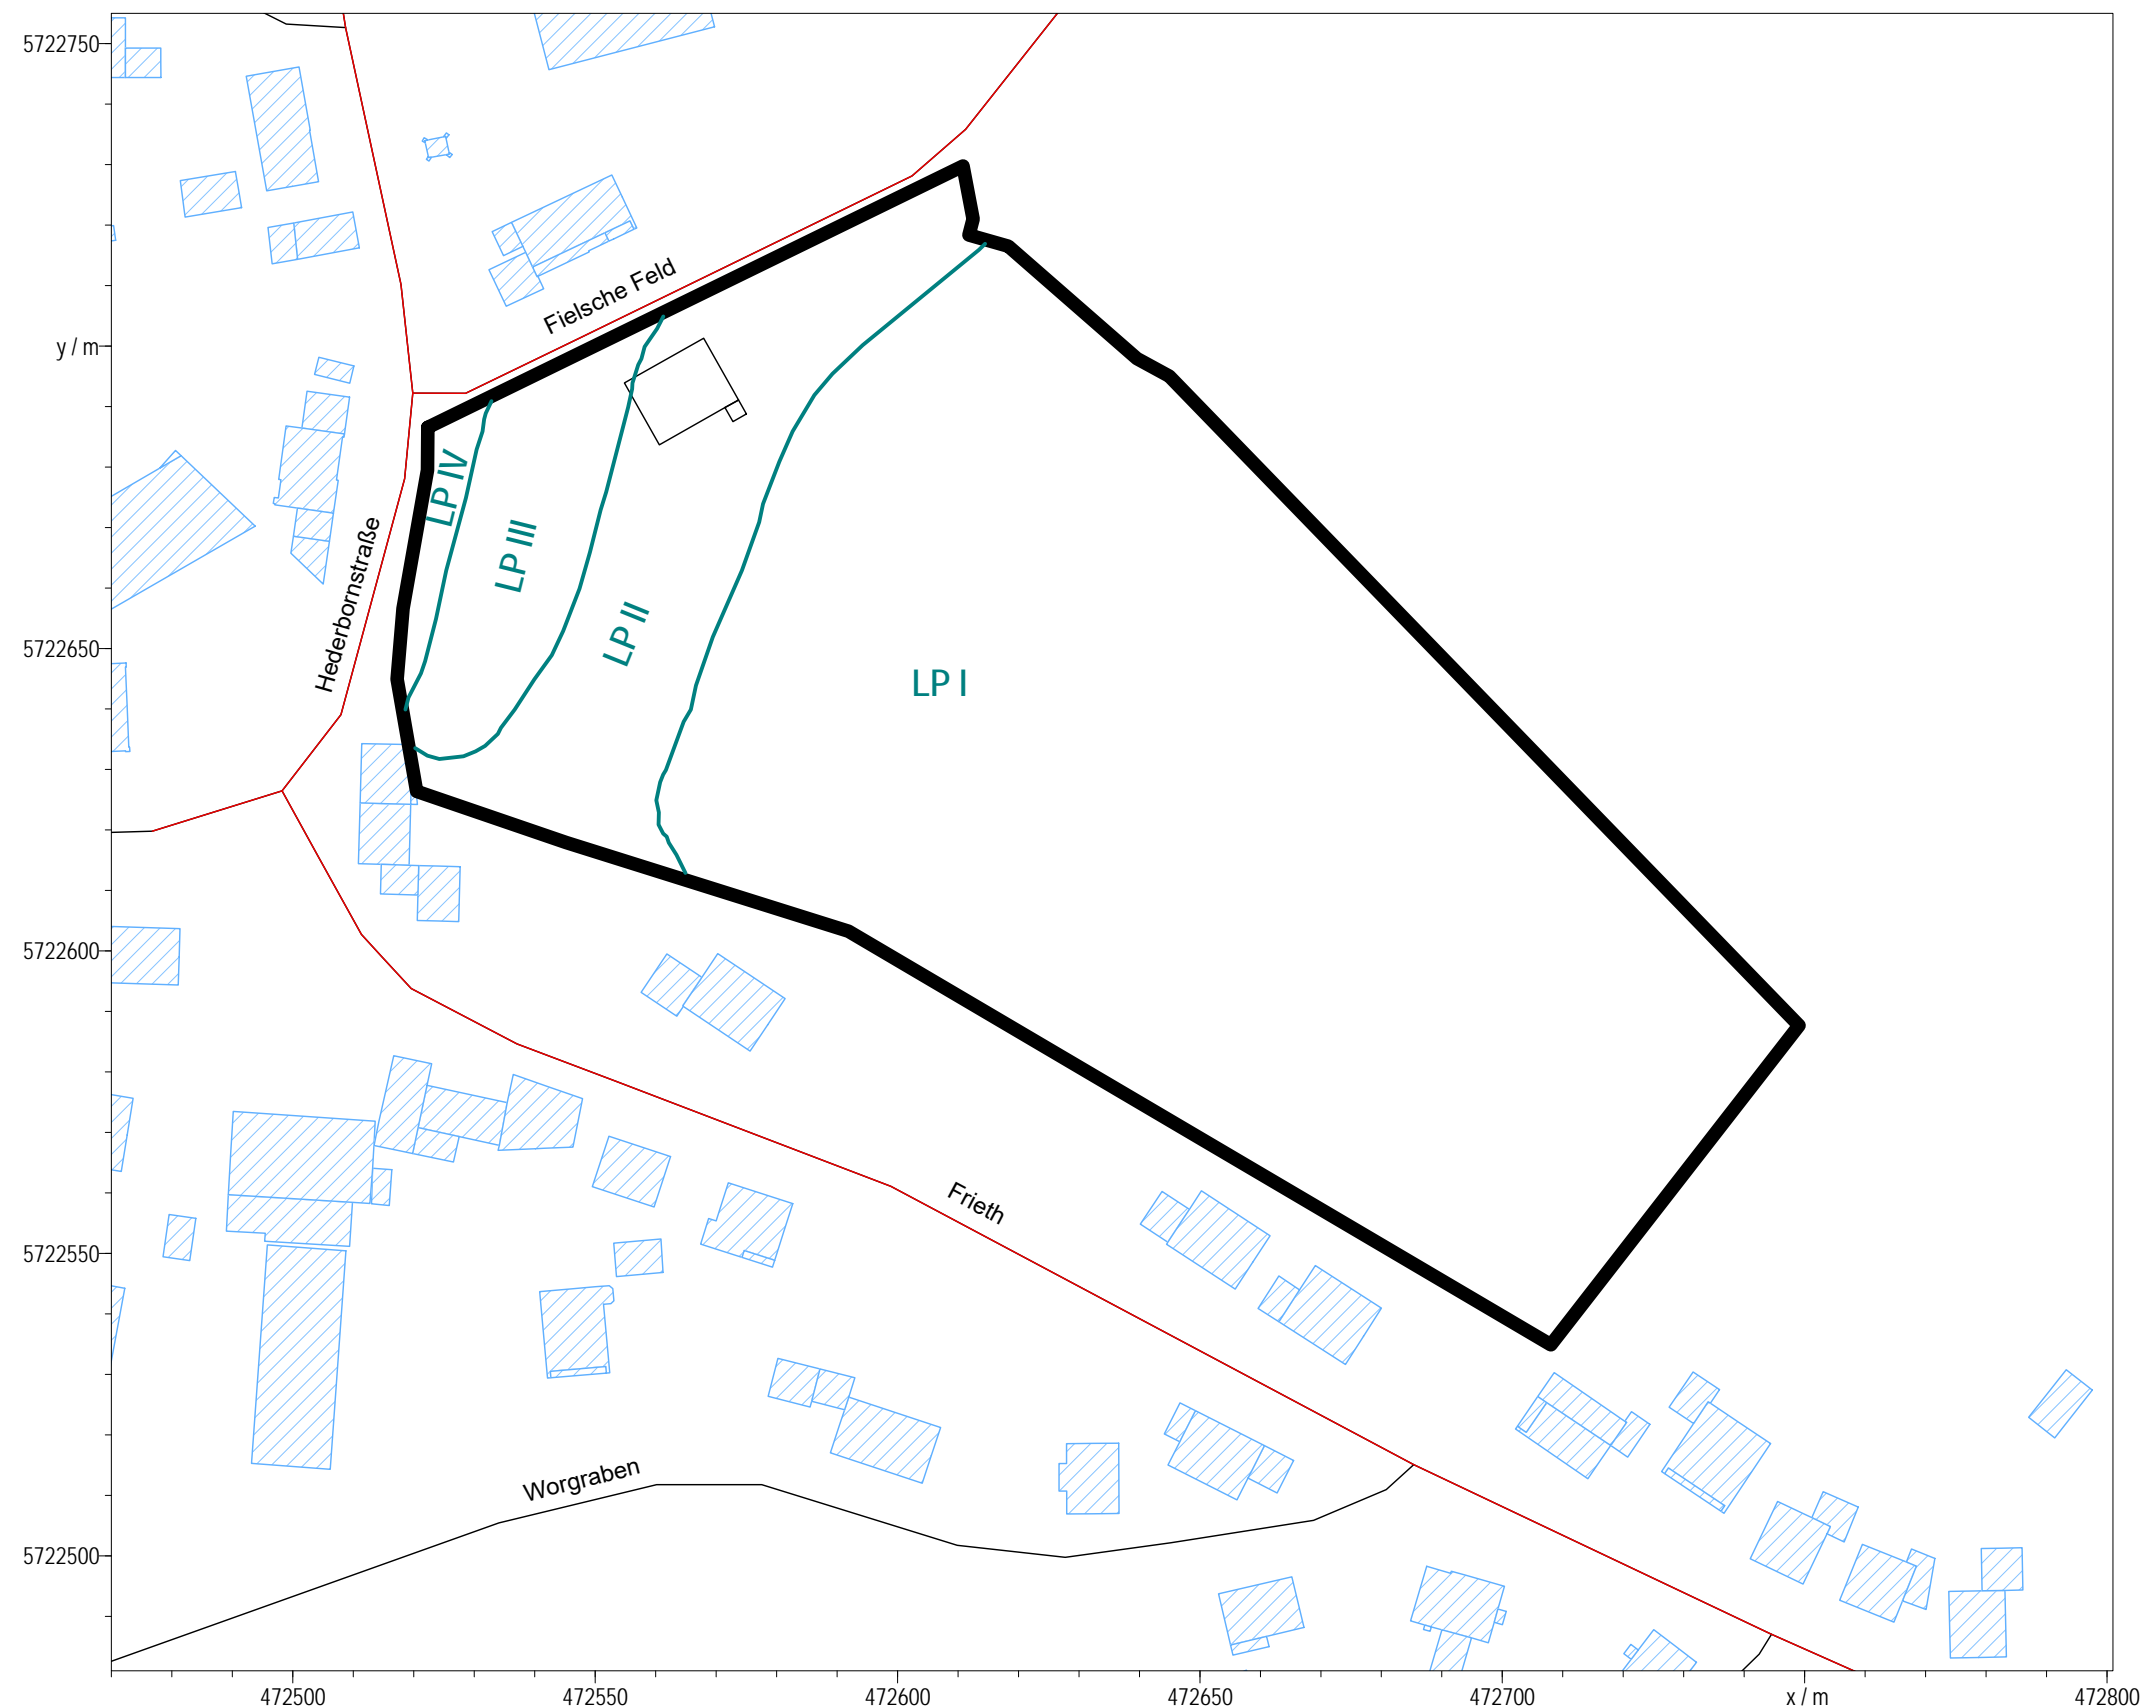 5722750
y / m
Fielsche Feld
LP IV
LP III
Hederbornstraße
LP II
5722650
LP I
5722600
Frieth
5722550
Worgraben
5722500
472500 472550 472600 472650 472700 x / m 472800